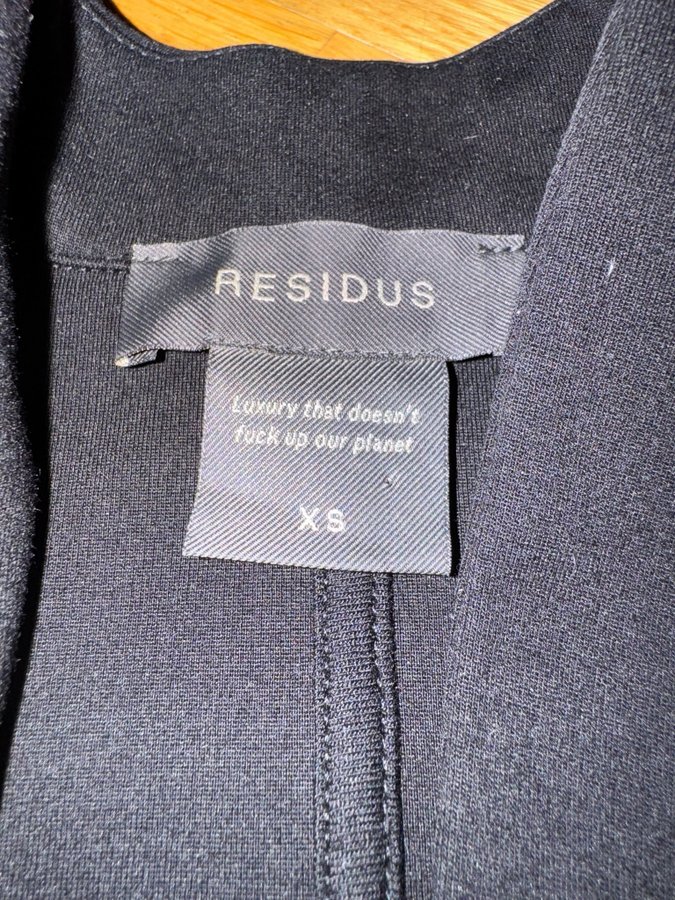 RESIDUS
Luxury that doesn't
fuck up our planet
XS